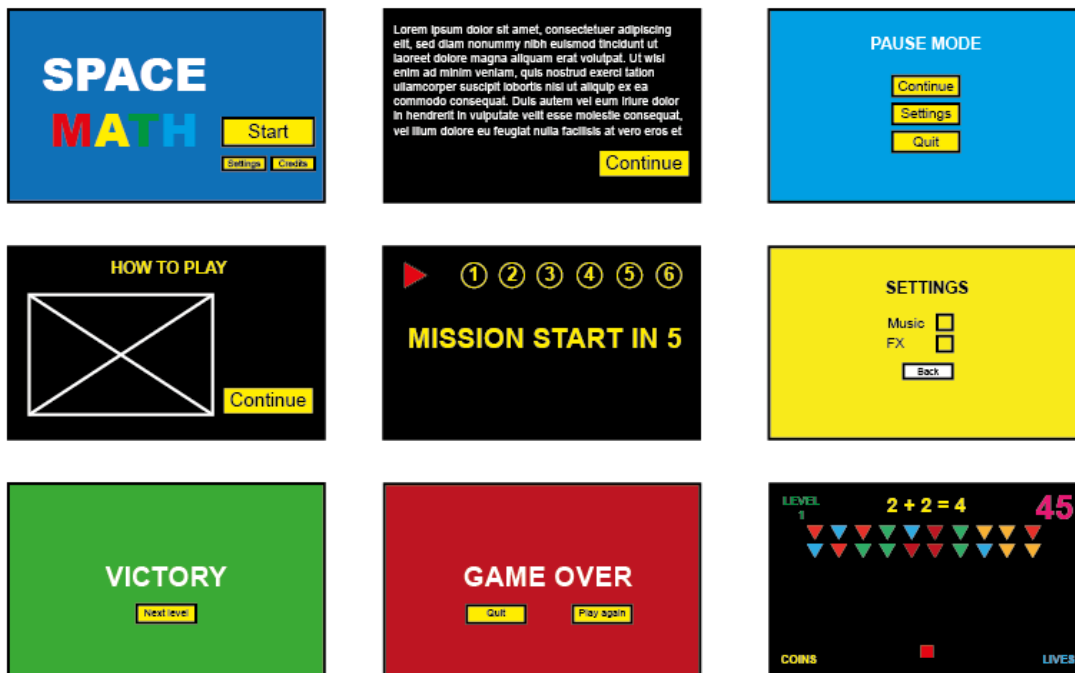 SPACE
MATH
Start
Settings Credits
Lorem ipsum dolor sit amet, consectetuer adipiscing
elit, sed diam nonummy nibh euismod tincidunt ut
laoreet dolore magna aliquam erat volutpat. Ut wisi
enim ad minim veniam, quis nostrud exerci tation
ullamcorper suscipit lobortis nisl ut aliquip ex ea
commodo consequat. Duis autem vel eum iriure dolor
in hendrerit in vulputate velit esse molestie consequat,
vel illum dolore eu feugiat nulla facilisis at vero eros et
Continue
PAUSE MODE
Continue
Settings
Quit
HOW TO PLAY
Continue
1 2 3 4 5 6
MISSION START IN 5
SETTINGS
Music
FX
Back
VICTORY
Next level
GAME OVER
Quit Play again
LEVEL
1
2 + 2 = 4
45
COINS
LIVES